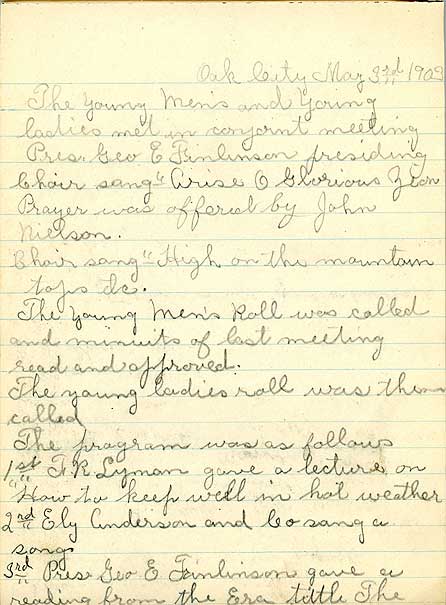 Oak City May 3rd 1903
The Young Men's and Young
ladies met in conjoint meeting
Pres. Geo E Finlinson presiding
Choir sang "Arise O Glorious Zion
Prayer was offered by John
Nielson.
Choir sang "High on the mountain
tops &c.
The Young Men's Roll was called
and minuits of last meeting
read and approved.
The young ladies roll was then
called
The program was as follows
1st F. R. Lyman gave a lecture on
How to keep well in hot weather
2nd Ely Anderson and Co sang a
song
3rd Pres. Geo E Finlinson gave a
reading from the Era tittle The